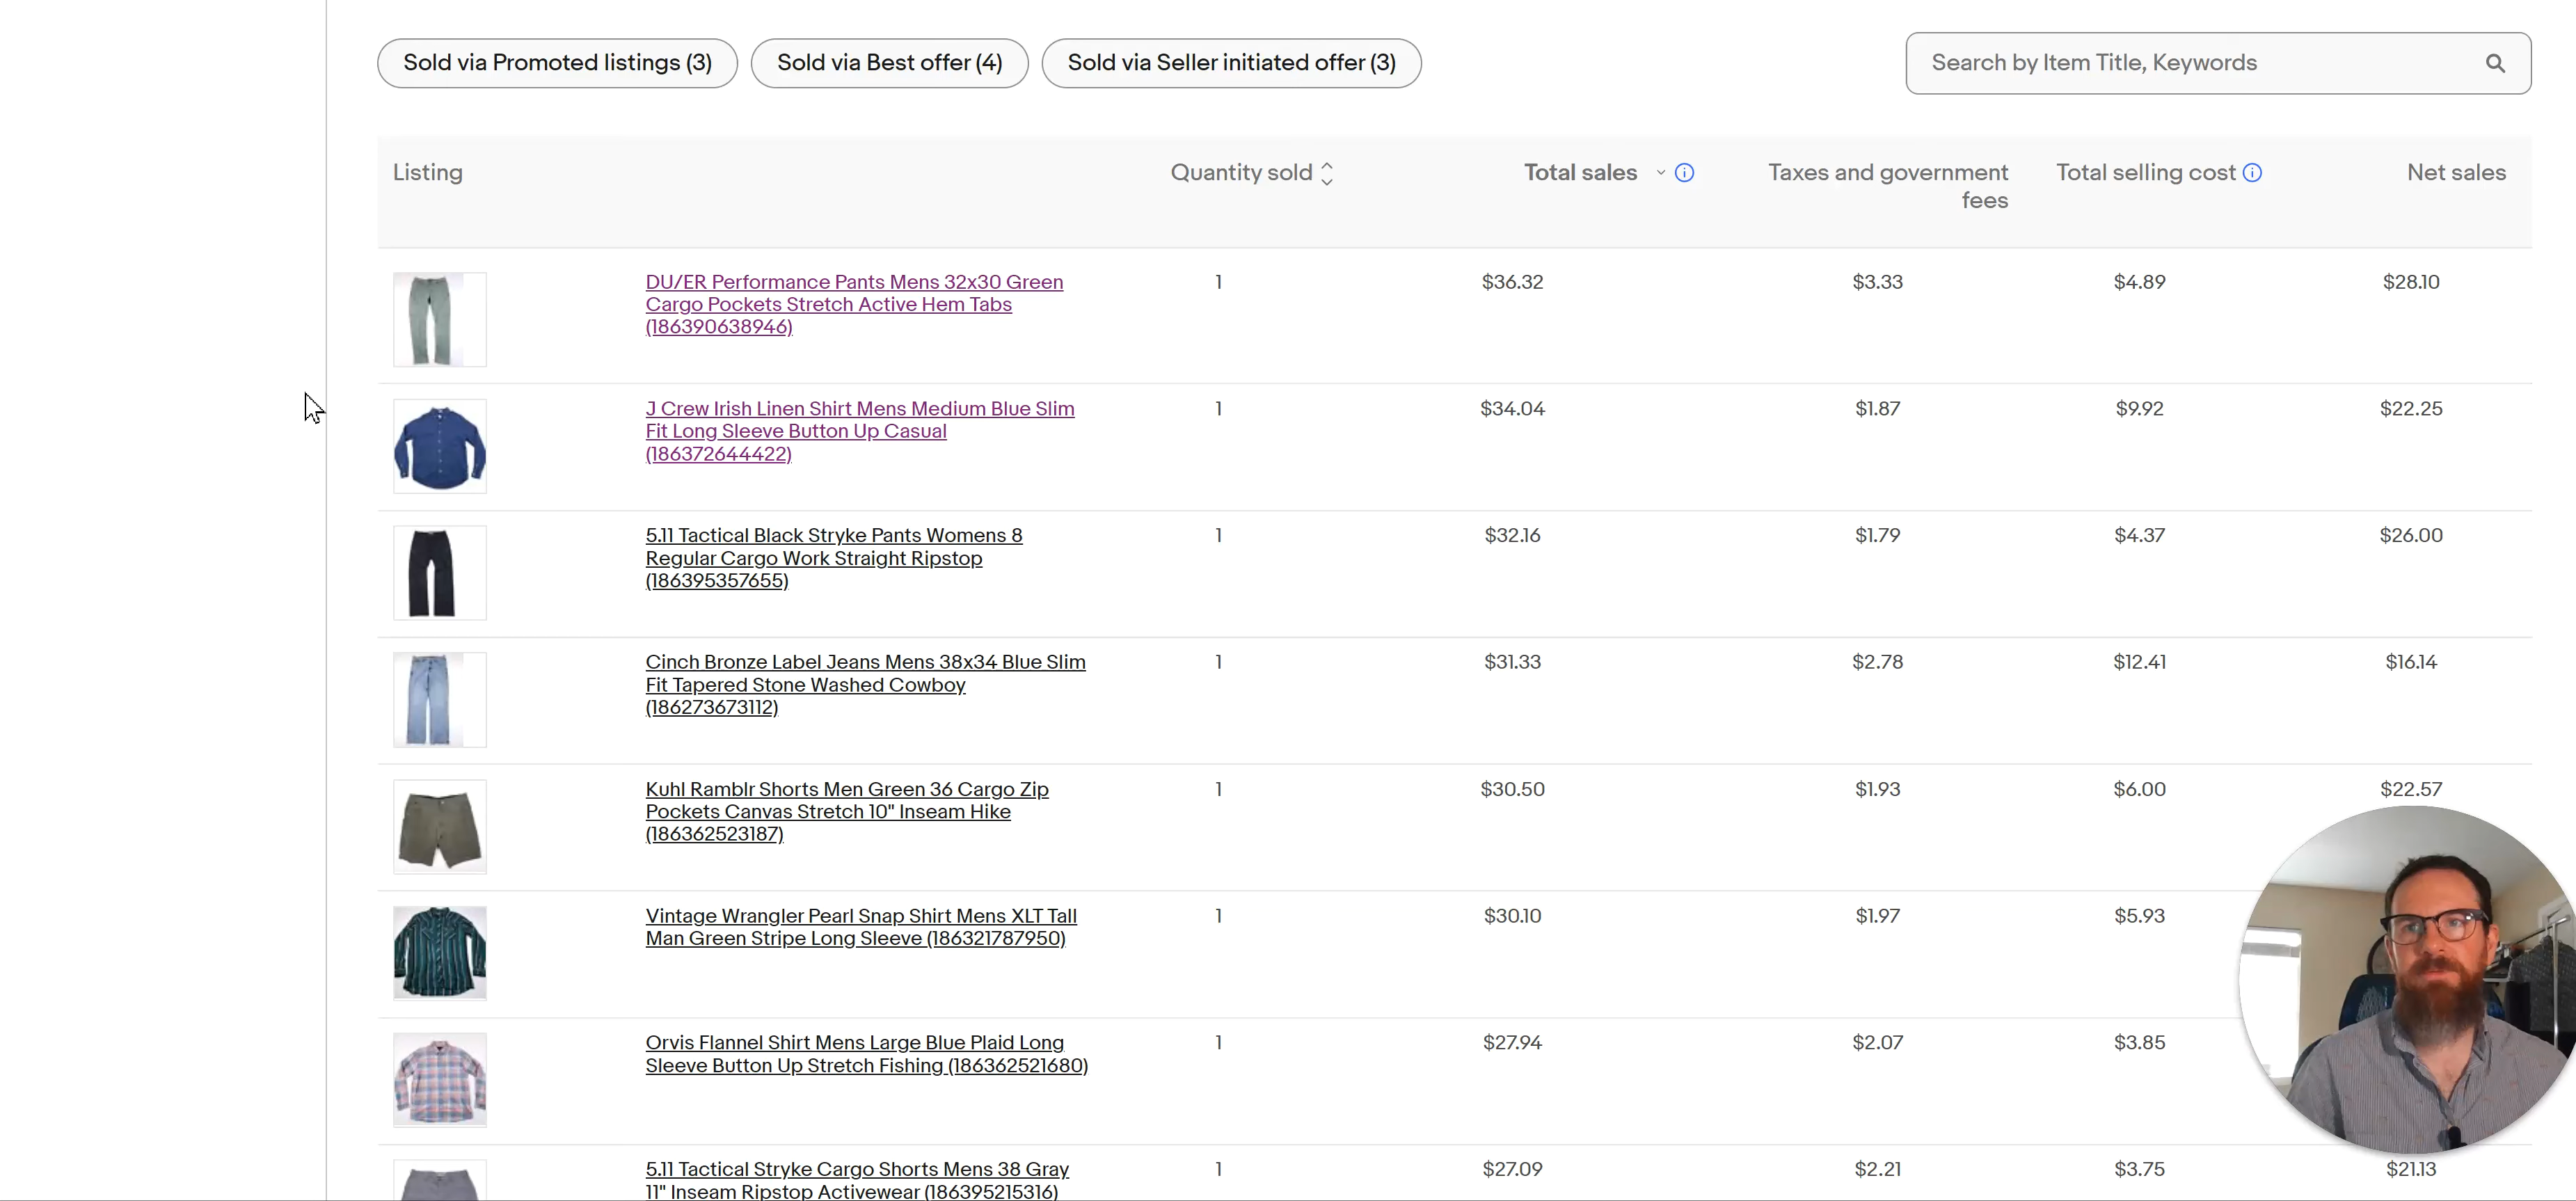 Sold via Promoted listings (3)
Sold via Best offer (4)
Sold via Seller initiated offer (3)
Search by Item Title, Keywords
Listing
Quantity sold
Total sales
Taxes and government
fees
Total selling cost
Net sales
DU/ER Performance Pants Mens 32x30 Green
Cargo Pockets Stretch Active Hem Tabs
(186390638946)
1
$36.32
$3.33
$4.89
$28.10
J Crew Irish Linen Shirt Mens Medium Blue Slim
Fit Long Sleeve Button Up Casual
(186372644422)
1
$34.04
$1.87
$9.92
$22.25
5.11 Tactical Black Stryke Pants Womens 8
Regular Cargo Work Straight Ripstop
(186395357655)
1
$32.16
$1.79
$4.37
$26.00
Cinch Bronze Label Jeans Mens 38x34 Blue Slim
Fit Tapered Stone Washed Cowboy
(186273673112)
1
$31.33
$2.78
$12.41
$16.14
Kuhl Ramblr Shorts Men Green 36 Cargo Zip
Pockets Canvas Stretch 10" Inseam Hike
(186362523187)
1
$30.50
$1.93
$6.00
$22.57
Vintage Wrangler Pearl Snap Shirt Mens XLT Tall
Man Green Stripe Long Sleeve (186321787950)
1
$30.10
$1.97
$5.93
Orvis Flannel Shirt Mens Large Blue Plaid Long
Sleeve Button Up Stretch Fishing (186362521680)
1
$27.94
$2.07
$3.85
5.11 Tactical Stryke Cargo Shorts Mens 38 Gray
11" Inseam Ripstop Activewear (186395215316)
1
$27.09
$2.21
$3.75
$21.13